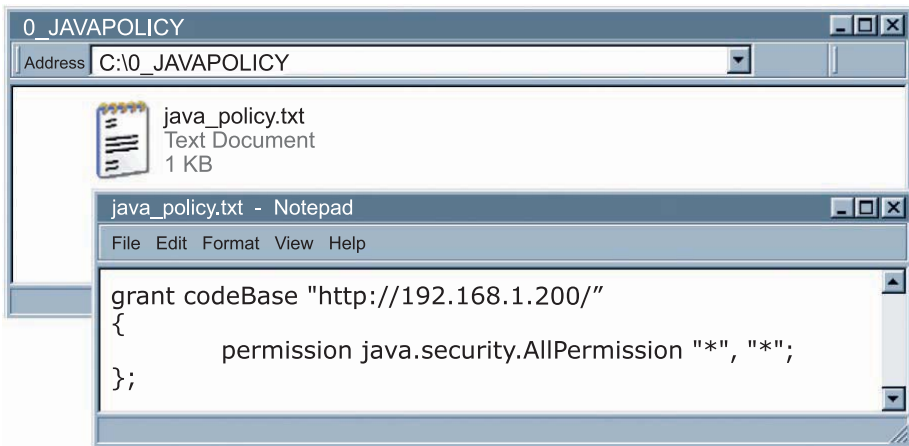 0_JAVAPOLICY
Address C:\0_JAVAPOLICY
java_policy.txt
Text Document
1 KB
java_policy.txt - Notepad
File Edit Format View Help
grant codeBase "http://192.168.1.200/”
{
permission java.security.AllPermission "*", "*";
};